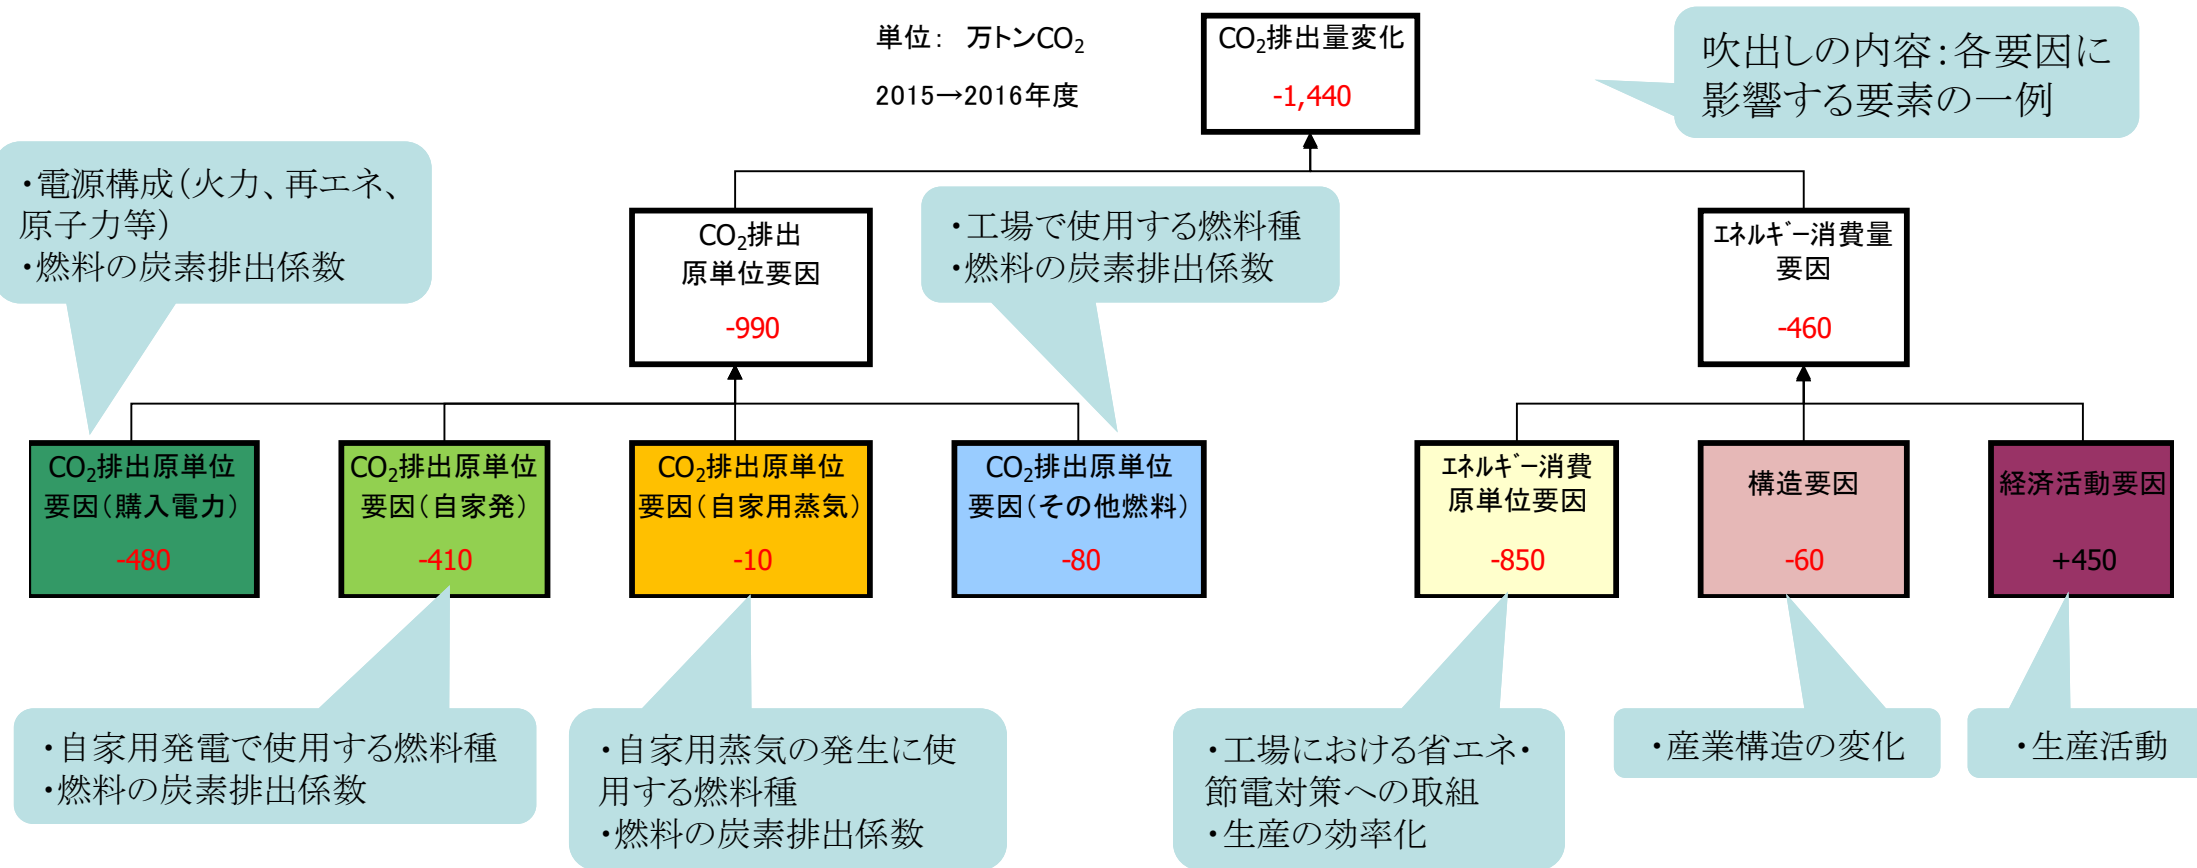 単位： 万トンCO₂
2015→2016年度
CO₂排出量変化
-1,440
吹出しの内容：各要因に
影響する要素の一例
・電源構成（火力、再エネ、
原子力等）
・燃料の炭素排出係数
CO₂排出
原単位要因
-990
・工場で使用する燃料種
・燃料の炭素排出係数
ｴﾈﾙｷﾞｰ消費量
要因
-460
CO₂排出原単位
要因（購入電力）
-480
CO₂排出原単位
要因（自家発）
-410
CO₂排出原単位
要因（自家用蒸気）
-10
CO₂排出原単位
要因（その他燃料）
-80
ｴﾈﾙｷﾞｰ消費
原単位要因
-850
構造要因
-60
経済活動要因
+450
・自家用発電で使用する燃料種
・燃料の炭素排出係数
・自家用蒸気の発生に使
用する燃料種
・燃料の炭素排出係数
・工場における省エネ・
節電対策への取組
・生産の効率化
・産業構造の変化
・生産活動